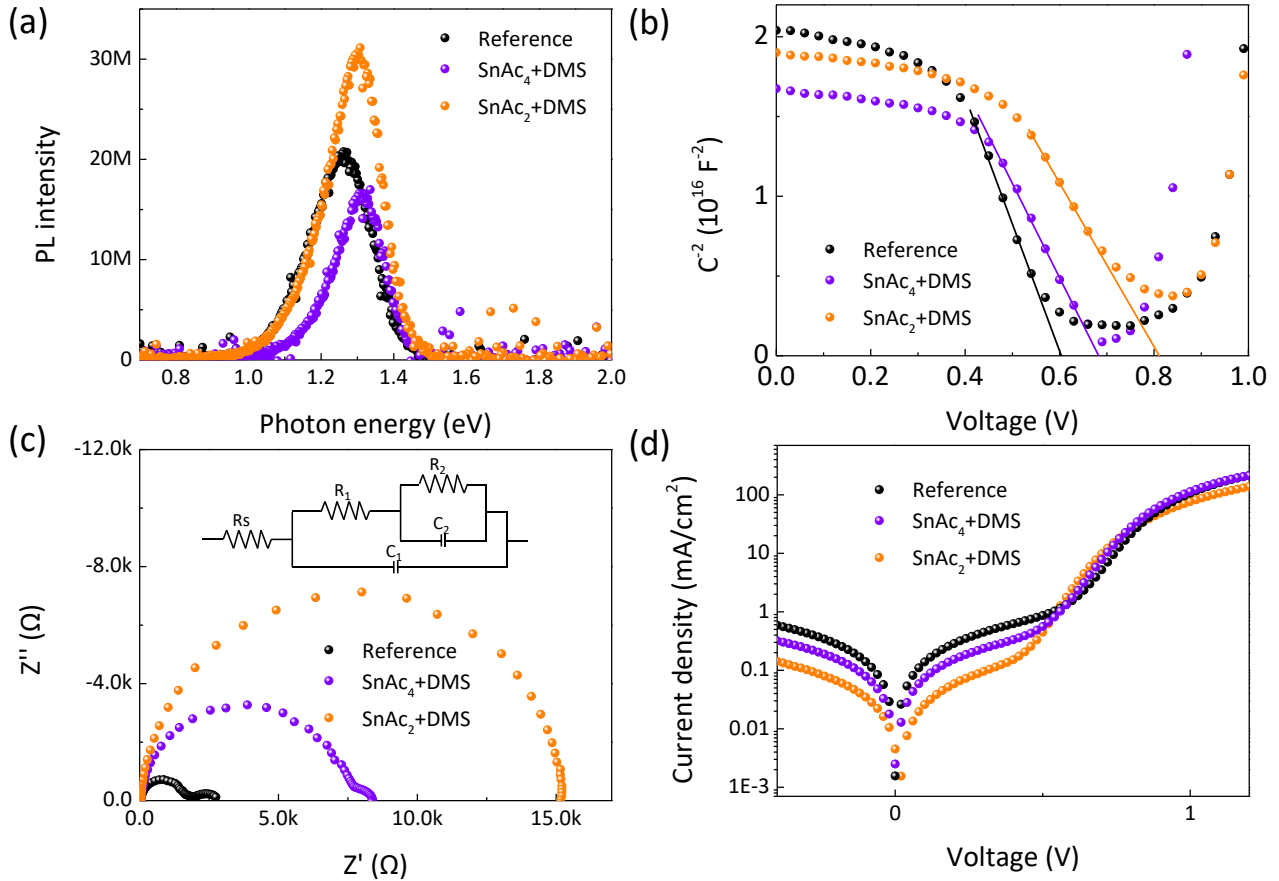 (a)
Reference
SnAc₄+DMS
SnAc₂+DMS
30M
20M
10M
0
PL intensity
0.8 1.0 1.2 1.4 1.6 1.8 2.0
Photon energy (eV)
(b)
2
1
0
C⁻² (10¹⁶ F⁻²)
Reference
SnAc₄+DMS
SnAc₂+DMS
0.0 0.2 0.4 0.6 0.8 1.0
Voltage (V)
(c)
-12.0k
-8.0k
-4.0k
0.0
Z'' (Ω)
Rs
R₁
R₂
C₂
C₁
Reference
SnAc₄+DMS
SnAc₂+DMS
0.0 5.0k 10.0k 15.0k
Z' (Ω)
(d)
100
10
1
0.1
0.01
1E-3
Current density (mA/cm²)
Reference
SnAc₄+DMS
SnAc₂+DMS
0 1
Voltage (V)